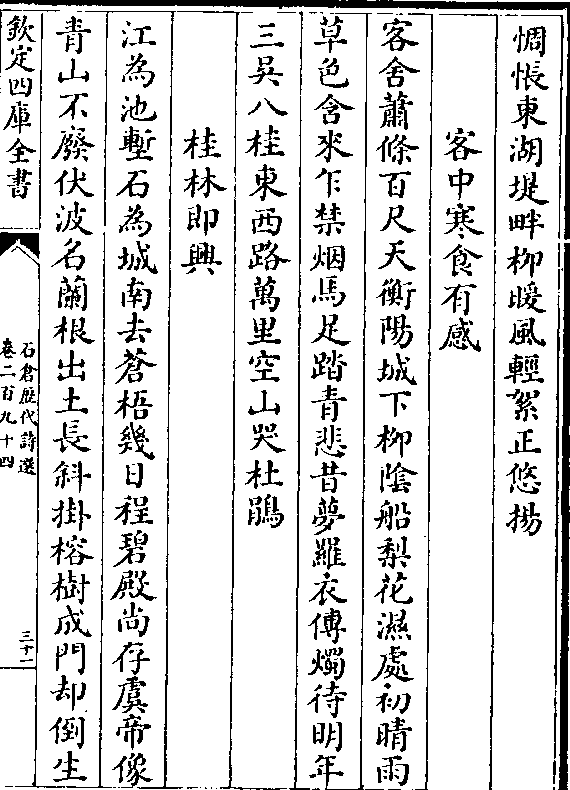 惆悵東湖堤畔柳暖風輕絮正悠揚
客中寒食有感
客舍蕭條百尺天衡陽城下柳陰船梨花濕處初晴雨
草色含來乍禁烟馬足踏青悲昔夢羅衣傳燭待明年
三吳八桂東西路萬里空山哭杜鵑
桂林即興
江為池塹石為城南去蒼梧幾日程碧殿尚存虞帝像
青山不廢伏波名蘭根出土長斜掛榕樹成門却倒生
欽定四庫全書
石倉歷代詩選
卷二百九十四
三十一